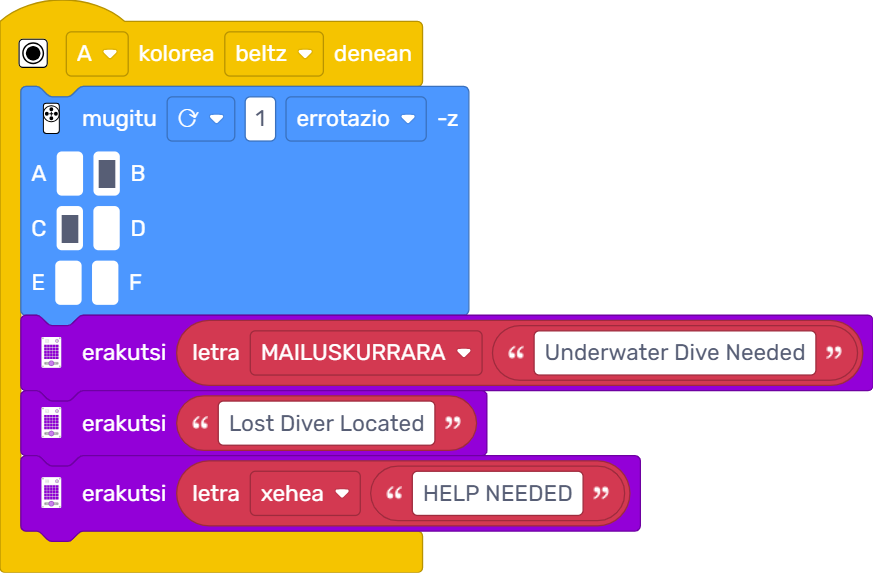 A kolorea beltz denean
mugitu 1 errotazio -z
A B
C D
E F
erakutsi letra MAILUSKURRARA “ Underwater Dive Needed ”
erakutsi “ Lost Diver Located ”
erakutsi letra xehea “ HELP NEEDED ”